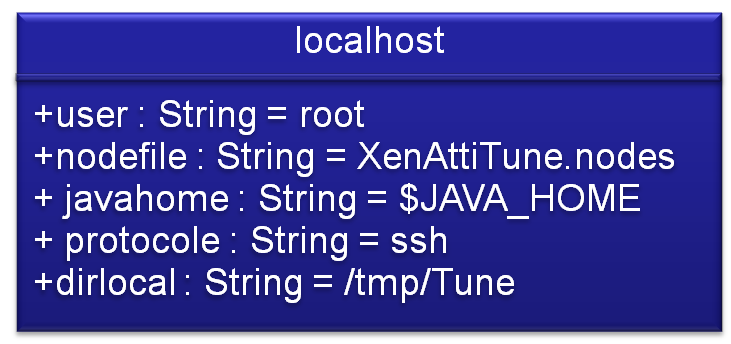 localhost
+user : String = root
+nodefile : String = XenAttiTune.nodes
+ javahome : String = $JAVA_HOME
+ protocole : String = ssh
+dirlocal : String = /tmp/Tune